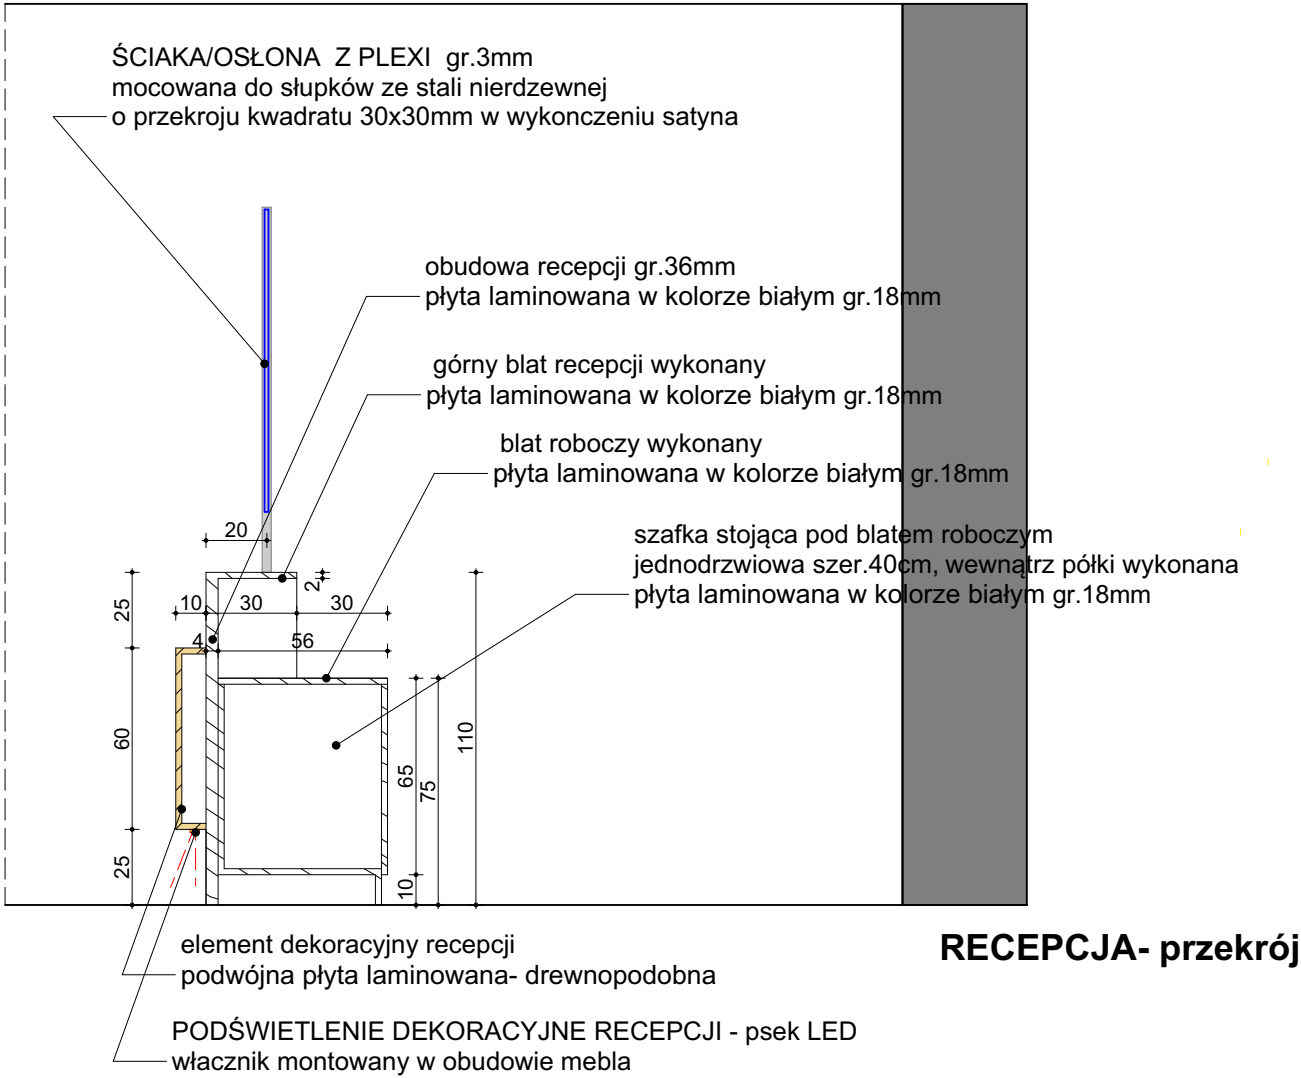 ŚCIAKA/OSŁONA Z PLEXI gr.3mm
mocowana do słupków ze stali nierdzewnej
o przekroju kwadratu 30x30mm w wykonczeniu satyna
obudowa recepcji gr.36mm
płyta laminowana w kolorze białym gr.18mm
górny blat recepcji wykonany
płyta laminowana w kolorze białym gr.18mm
blat roboczy wykonany
płyta laminowana w kolorze białym gr.18mm
szafka stojąca pod blatem roboczym
jednodrzwiowa szer.40cm, wewnątrz półki wykonana
płyta laminowana w kolorze białym gr.18mm
20
2
25
10
30
30
4
56
60
65
75
110
25
10
element dekoracyjny recepcji
podwójna płyta laminowana- drewnopodobna
RECEPCJA- przekrój
PODŚWIETLENIE DEKORACYJNE RECEPCJI - psek LED
włacznik montowany w obudowie mebla